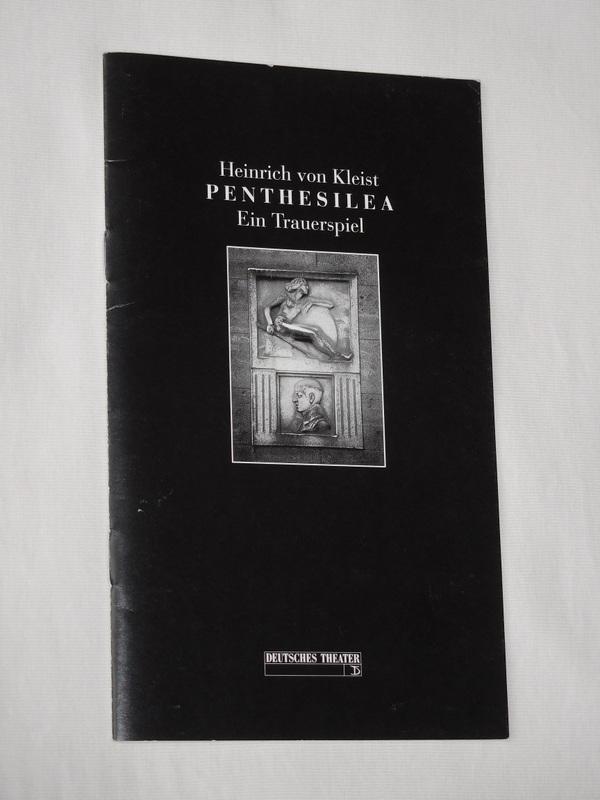 Heinrich von Kleist
PENTHESILEA
Ein Trauerspiel
DEUTSCHES THEATER